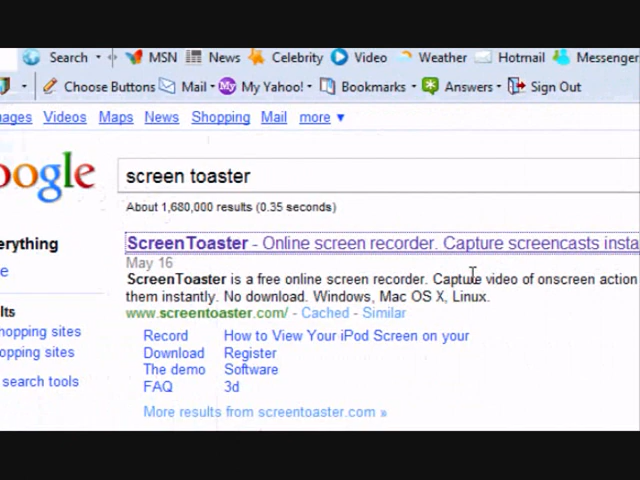 Search MSN News Celebrity Video Weather Hotmail Messenger
Choose Buttons Mail My My Yahoo! Bookmarks Answers Sign Out
ages Videos Maps News Shopping Mail more ▼
oogle screen toaster
About 1,680,000 results (0.35 seconds)
erything
ScreenToaster - Online screen recorder. Capture screencasts insta
May 16
e
ScreenToaster is a free online screen recorder. Capture video of onscreen action
them instantly. No download. Windows, Mac OS X, Linux.
lts
www.screentoaster.com/ - Cached - Similar
hopping sites
Record How to View Your iPod Screen on your
opping sites
Download Register
The demo Software
search tools
FAQ 3d
More results from screentoaster.com »